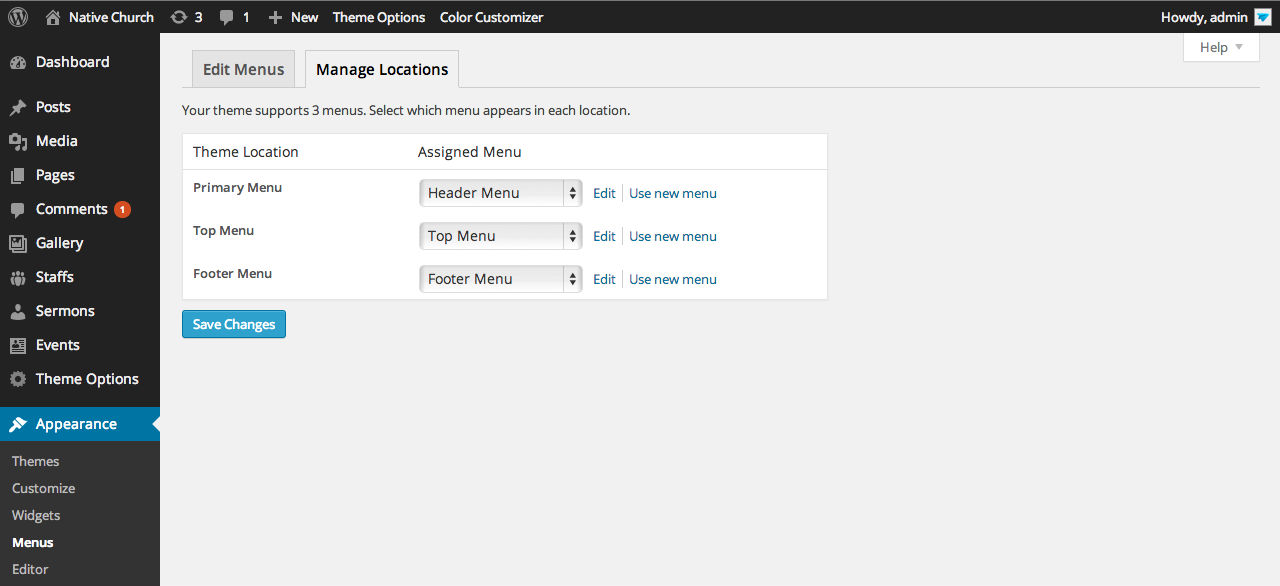 Native Church 3 1 New Theme Options Color Customizer Howdy, admin
Help
Dashboard
Posts
Media
Pages
Comments 1
Gallery
Staffs
Sermons
Events
Theme Options
Appearance
Themes
Customize
Widgets
Menus
Editor
Edit Menus Manage Locations
Your theme supports 3 menus. Select which menu appears in each location.
Theme Location Assigned Menu
Primary Menu Header Menu Edit Use new menu
Top Menu Top Menu Edit Use new menu
Footer Menu Footer Menu Edit Use new menu
Save Changes